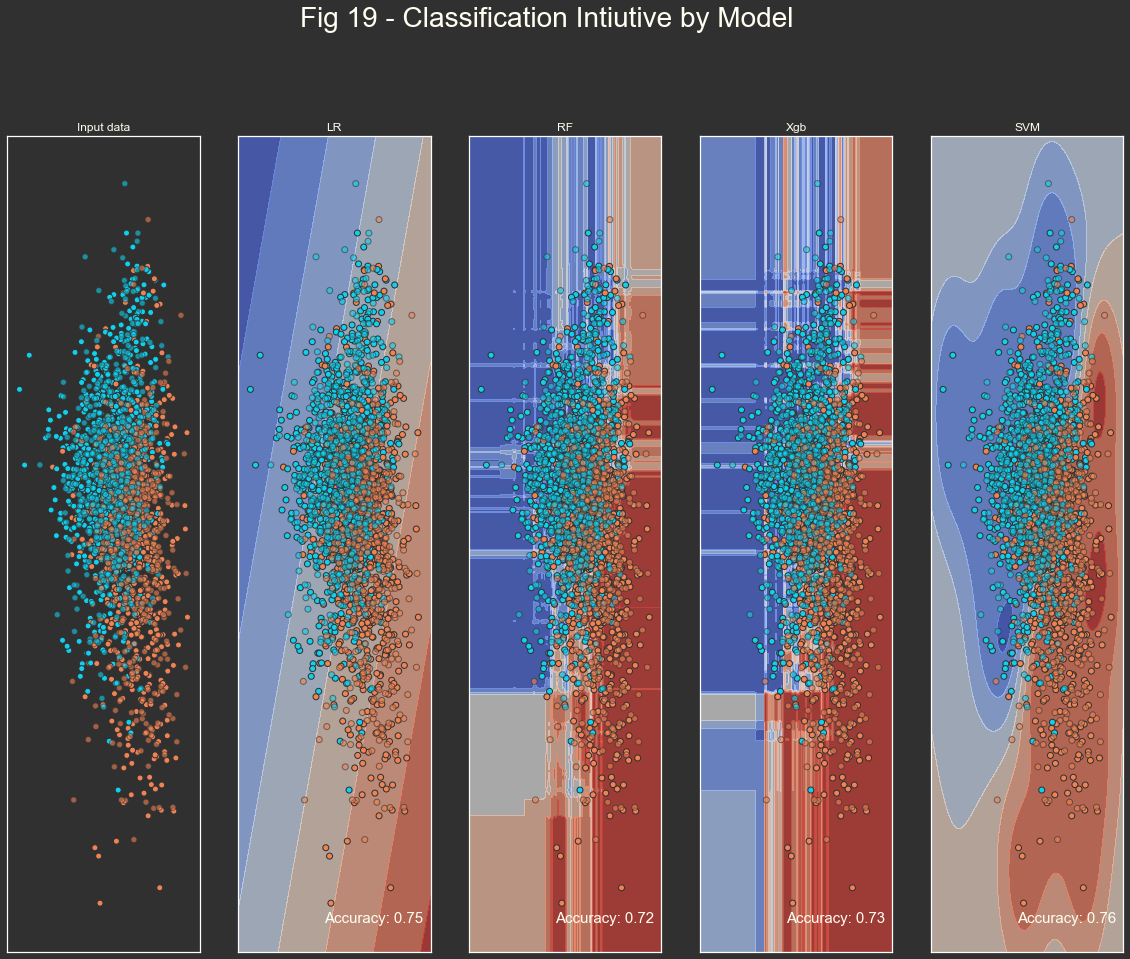 Fig 19 - Classification Intiutive by Model
Input data
LR
RF
Xgb
SVM
Accuracy: 0.75
Accuracy: 0.72
Accuracy: 0.73
Accuracy: 0.76